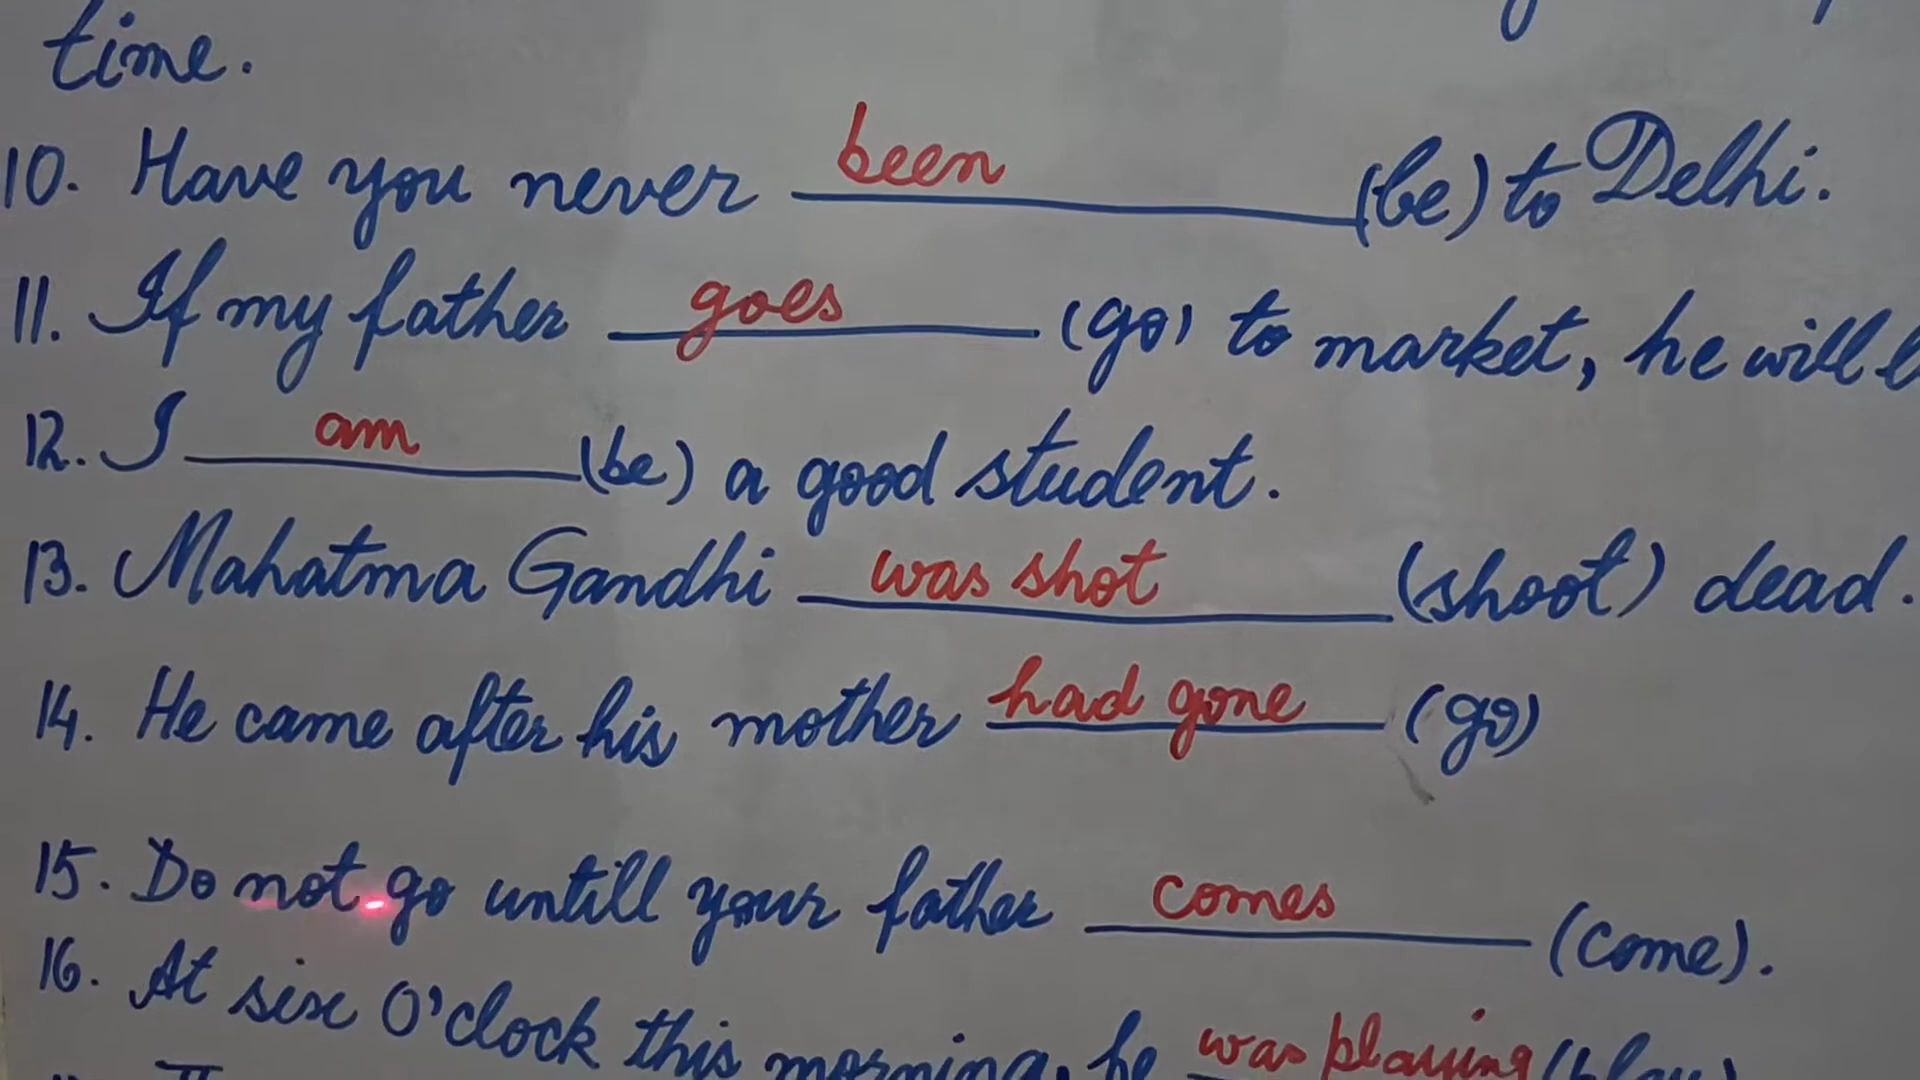 time.
10. Have you never been (be) to Delhi.
11. If my father goes (go) to market, he will
12. I am (be) a good student.
13. Mahatma Gandhi was shot (shoot) dead.
14. He came after his mother had gone (go)
15. Do not go untill your father comes (come).
16. At six O'clock this morning, he was playing (play)